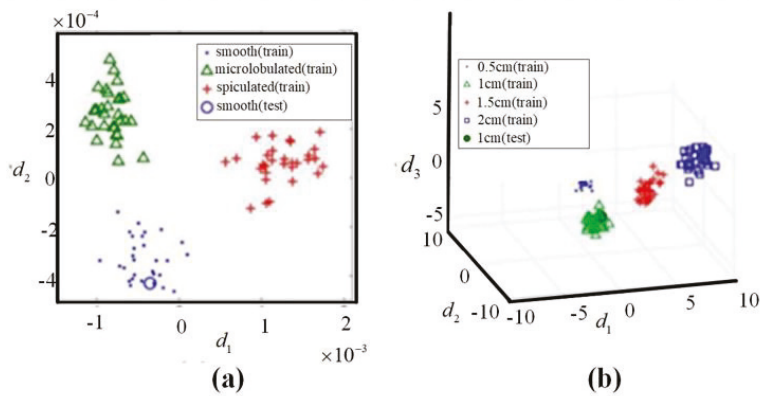 ×10⁻⁴
4
2
0
-2
-4
d₂
-1
0
1
2
d₁
×10⁻³
smooth(train)
microlobulated(train)
spiculated(train)
smooth(test)
(a)
0.5cm(train)
1cm(train)
1.5cm(train)
2cm(train)
1cm(test)
5
0
-5
d₃
10
0
-10
d₂
-10
-5
0
5
10
d₁
(b)